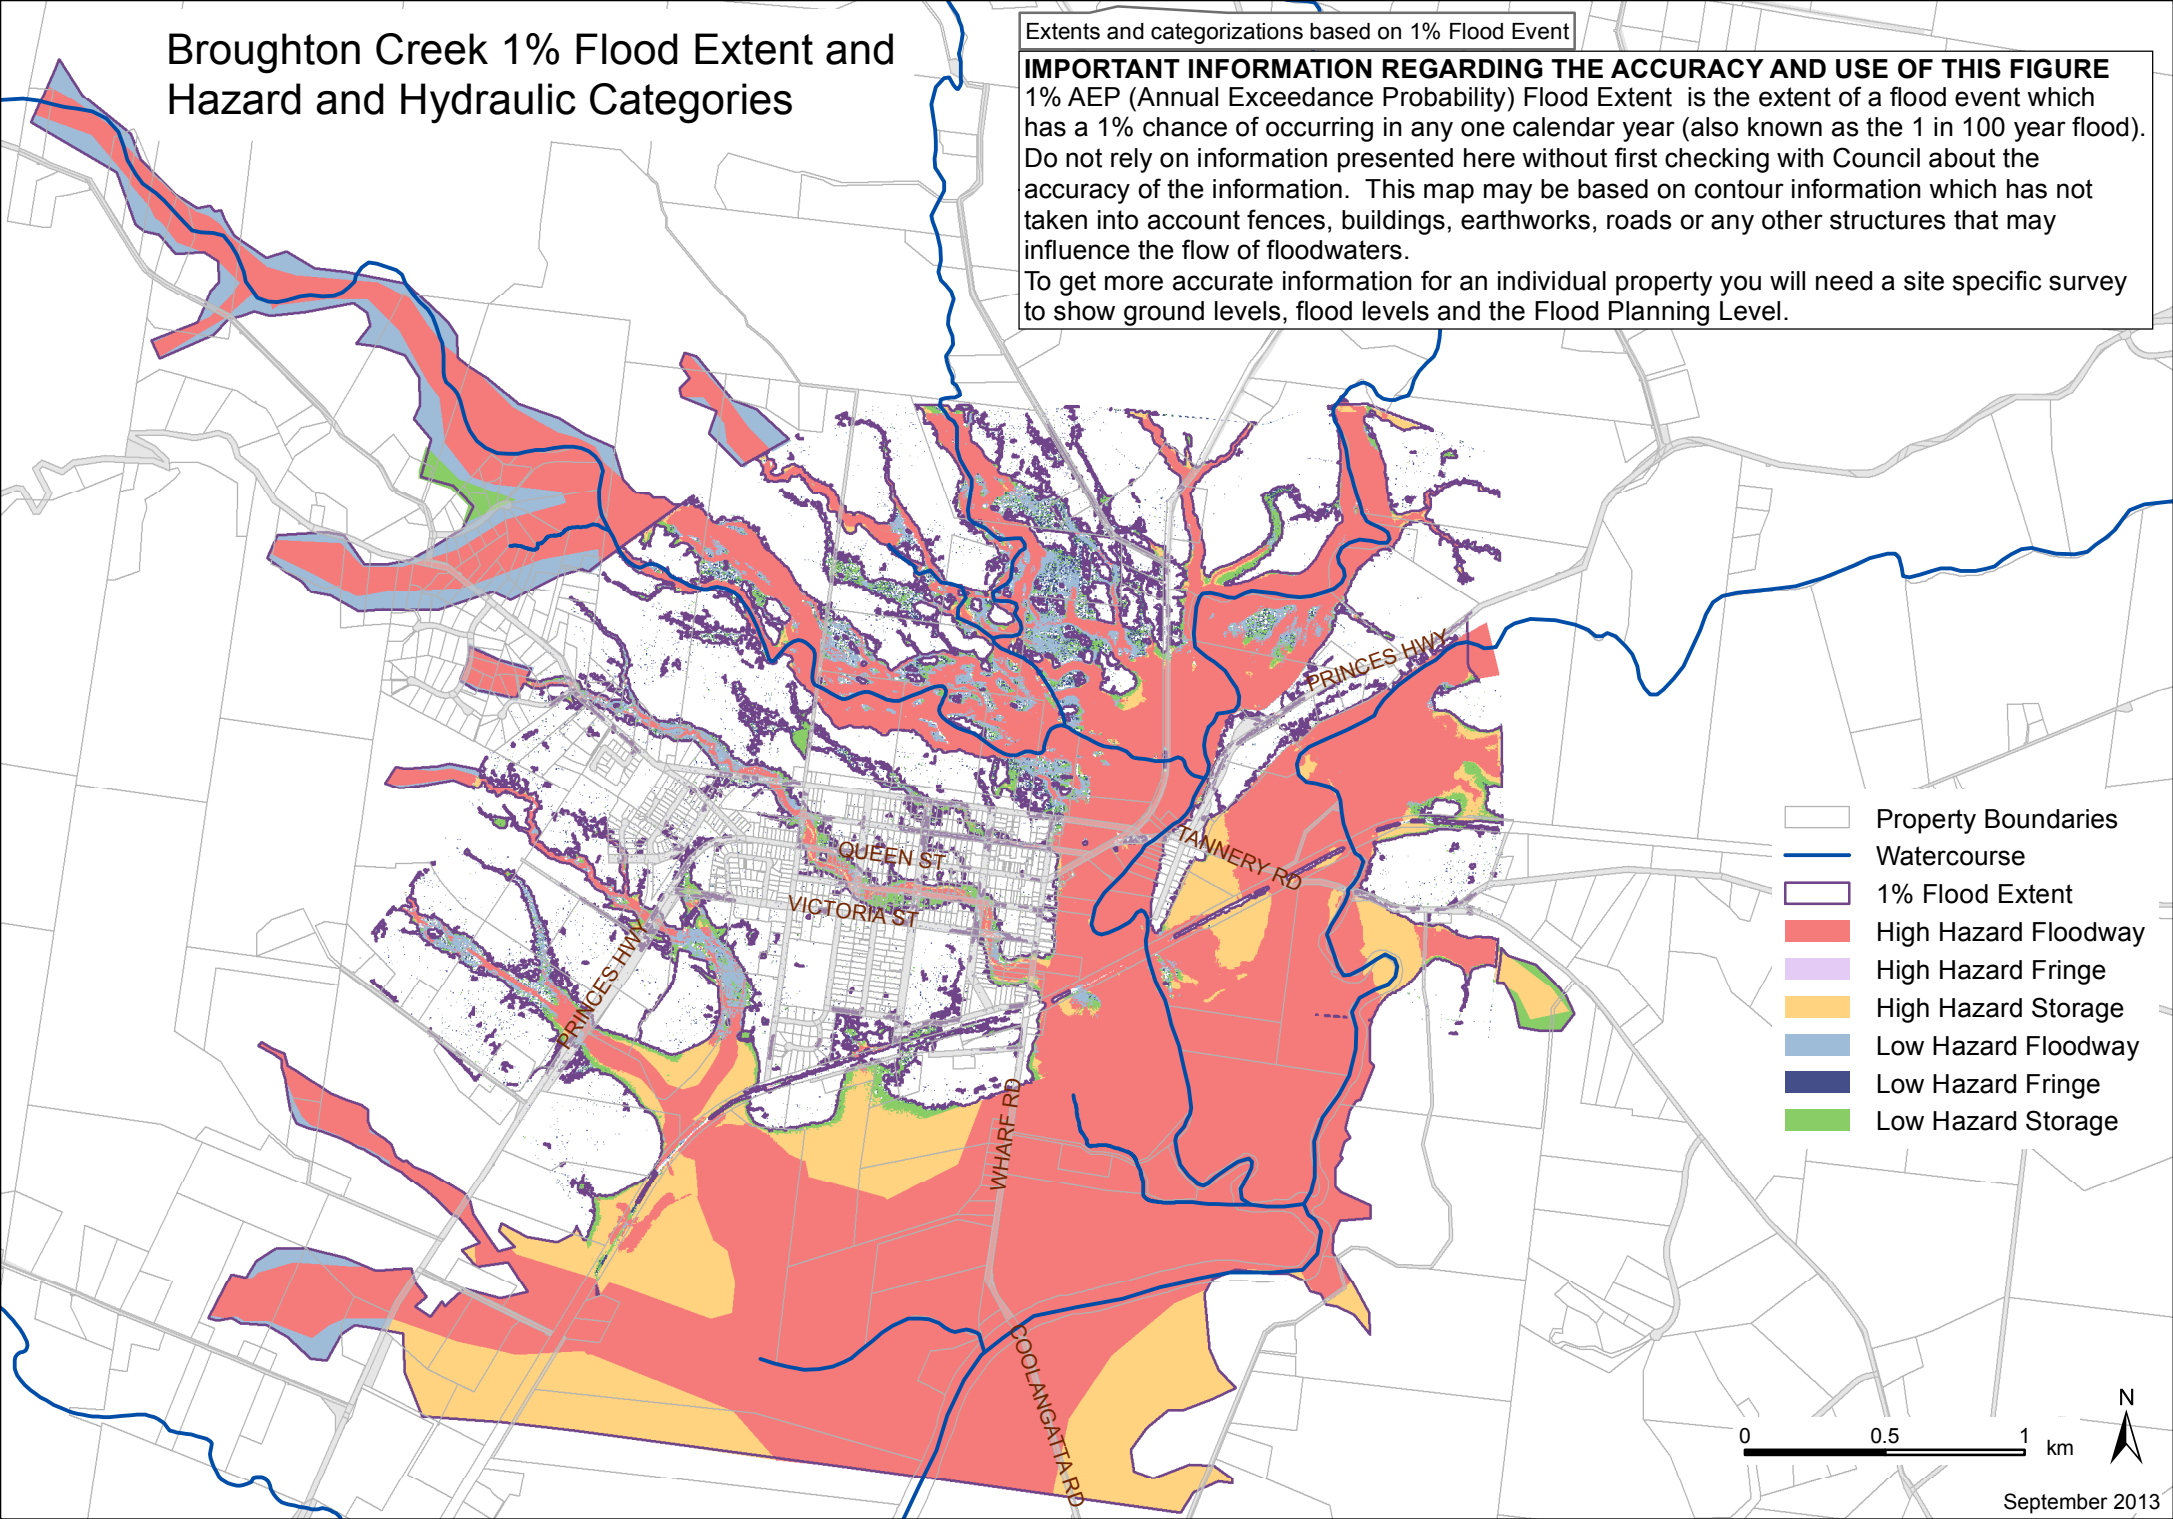 Broughton Creek 1% Flood Extent and
Hazard and Hydraulic Categories
Extents and categorizations based on 1% Flood Event
IMPORTANT INFORMATION REGARDING THE ACCURACY AND USE OF THIS FIGURE
1% AEP (Annual Exceedance Probability) Flood Extent is the extent of a flood event which
has a 1% chance of occurring in any one calendar year (also known as the 1 in 100 year flood).
Do not rely on information presented here without first checking with Council about the
accuracy of the information. This map may be based on contour information which has not
taken into account fences, buildings, earthworks, roads or any other structures that may
influence the flow of floodwaters.
To get more accurate information for an individual property you will need a site specific survey
to show ground levels, flood levels and the Flood Planning Level.
PRINCES HWY
TANNERY RD
QUEEN ST
VICTORIA ST
PRINCES HWY
WHARF RD
COOLANGATTA RD
Property Boundaries
Watercourse
1% Flood Extent
High Hazard Floodway
High Hazard Fringe
High Hazard Storage
Low Hazard Floodway
Low Hazard Fringe
Low Hazard Storage
N
0 0.5 1
km
September 2013